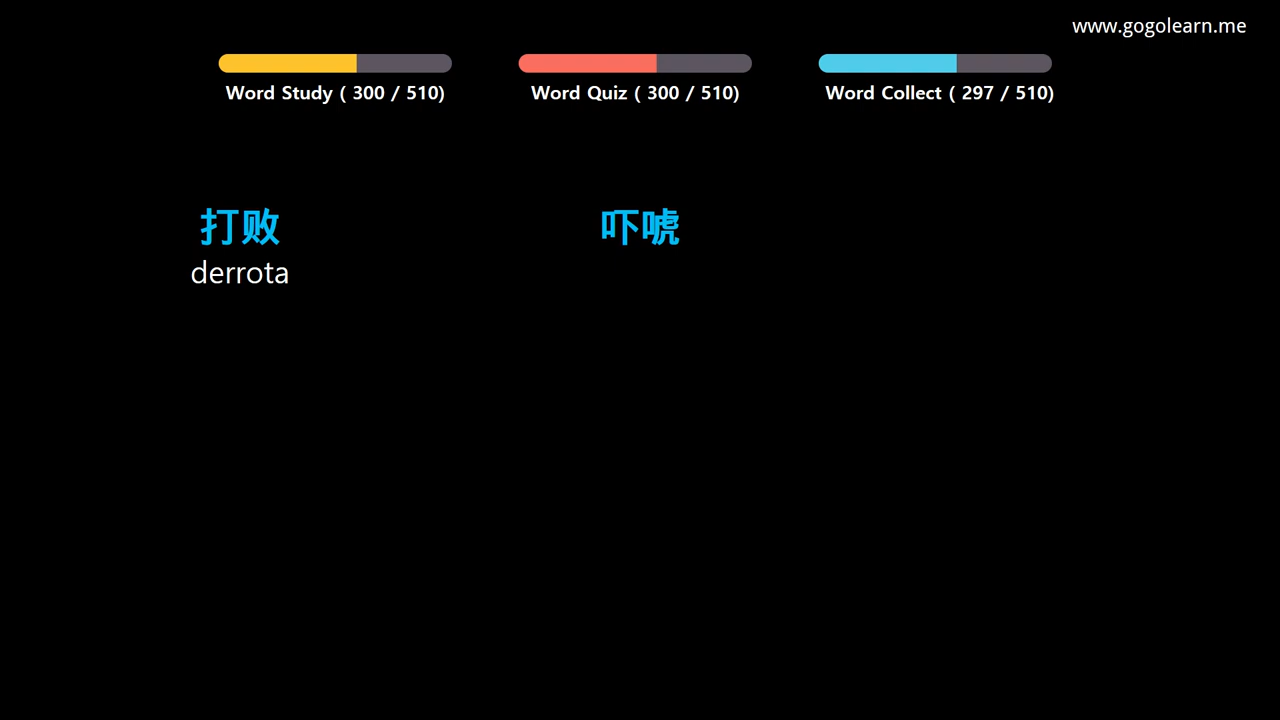 www.gogolearn.me
Word Study ( 300 / 510)
Word Quiz ( 300 / 510)
Word Collect ( 297 / 510)
打败
吓唬
derrota